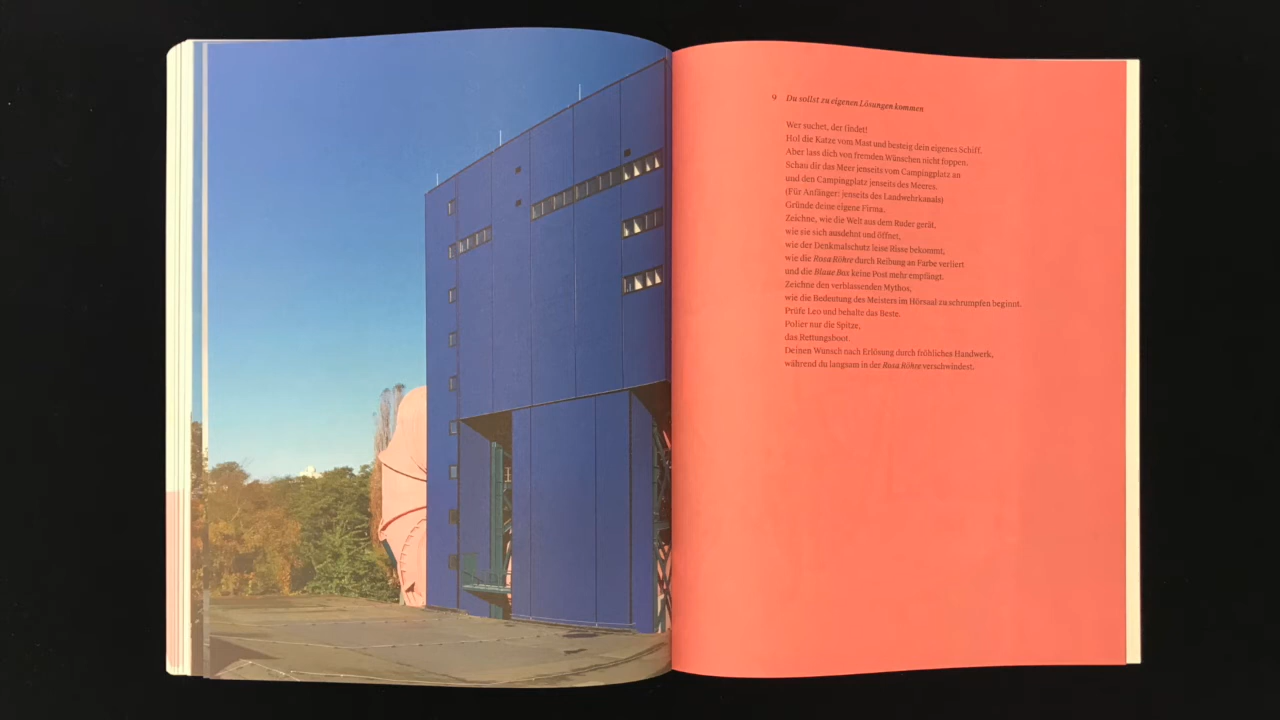 9 Du sollst zu eigenen Lösungen kommen
Wer suchet, der findet!
Hol die Katze vom Mast und besteig dein eigenes Schiff.
Aber lass dich von fremden Wünschen nicht foppen.
Schau dir das Meer jenseits vom Campingplatz an
und den Campingplatz jenseits des Meeres.
(Für Anfänger: jenseits des Landwehrkanals)
Gründe deine eigene Firma.
Zeichne, wie die Welt aus dem Ruder gerät,
wie sie sich ausdehnt und öffnet,
wie der Denkmalschutz leise Risse bekommt,
wie die Rosa Röhre durch Reibung an Farbe verliert
und die Blaue Box keine Post mehr empfängt.
Zeichne den verblassenden Mythos,
wie die Bedeutung des Meisters im Hörsaal zu schrumpfen beginnt.
Prüfe Leo und behalte das Beste.
Polier nur die Spitze,
das Rettungsboot.
Deinen Wunsch nach Erlösung durch fröhliches Handwerk,
während du langsam in der Rosa Röhre verschwindest.